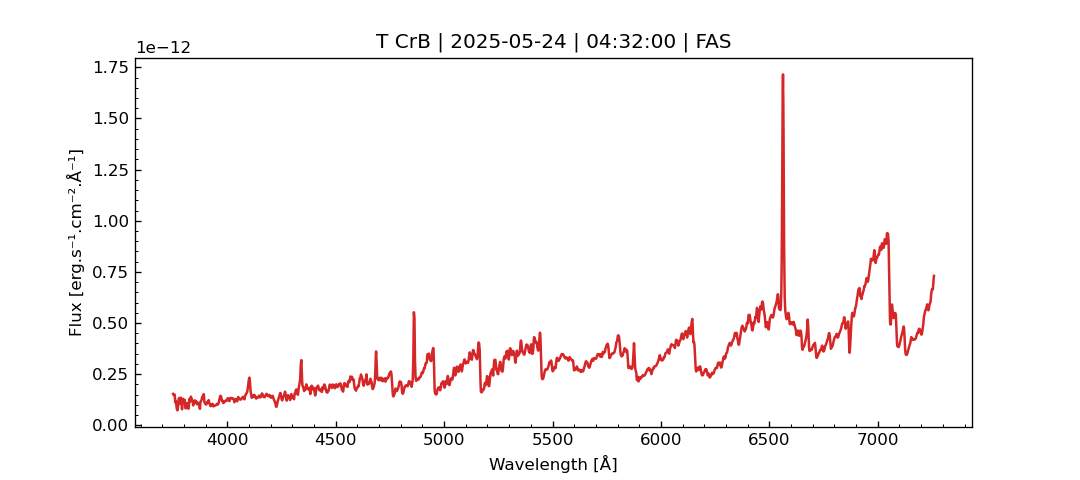 T CrB | 2025-05-24 | 04:32:00 | FAS
1e−12
1.75
1.50
1.25
1.00
0.75
0.50
0.25
0.00
Flux [erg.s⁻¹.cm⁻².Å⁻¹]
4000 4500 5000 5500 6000 6500 7000
Wavelength [Å]